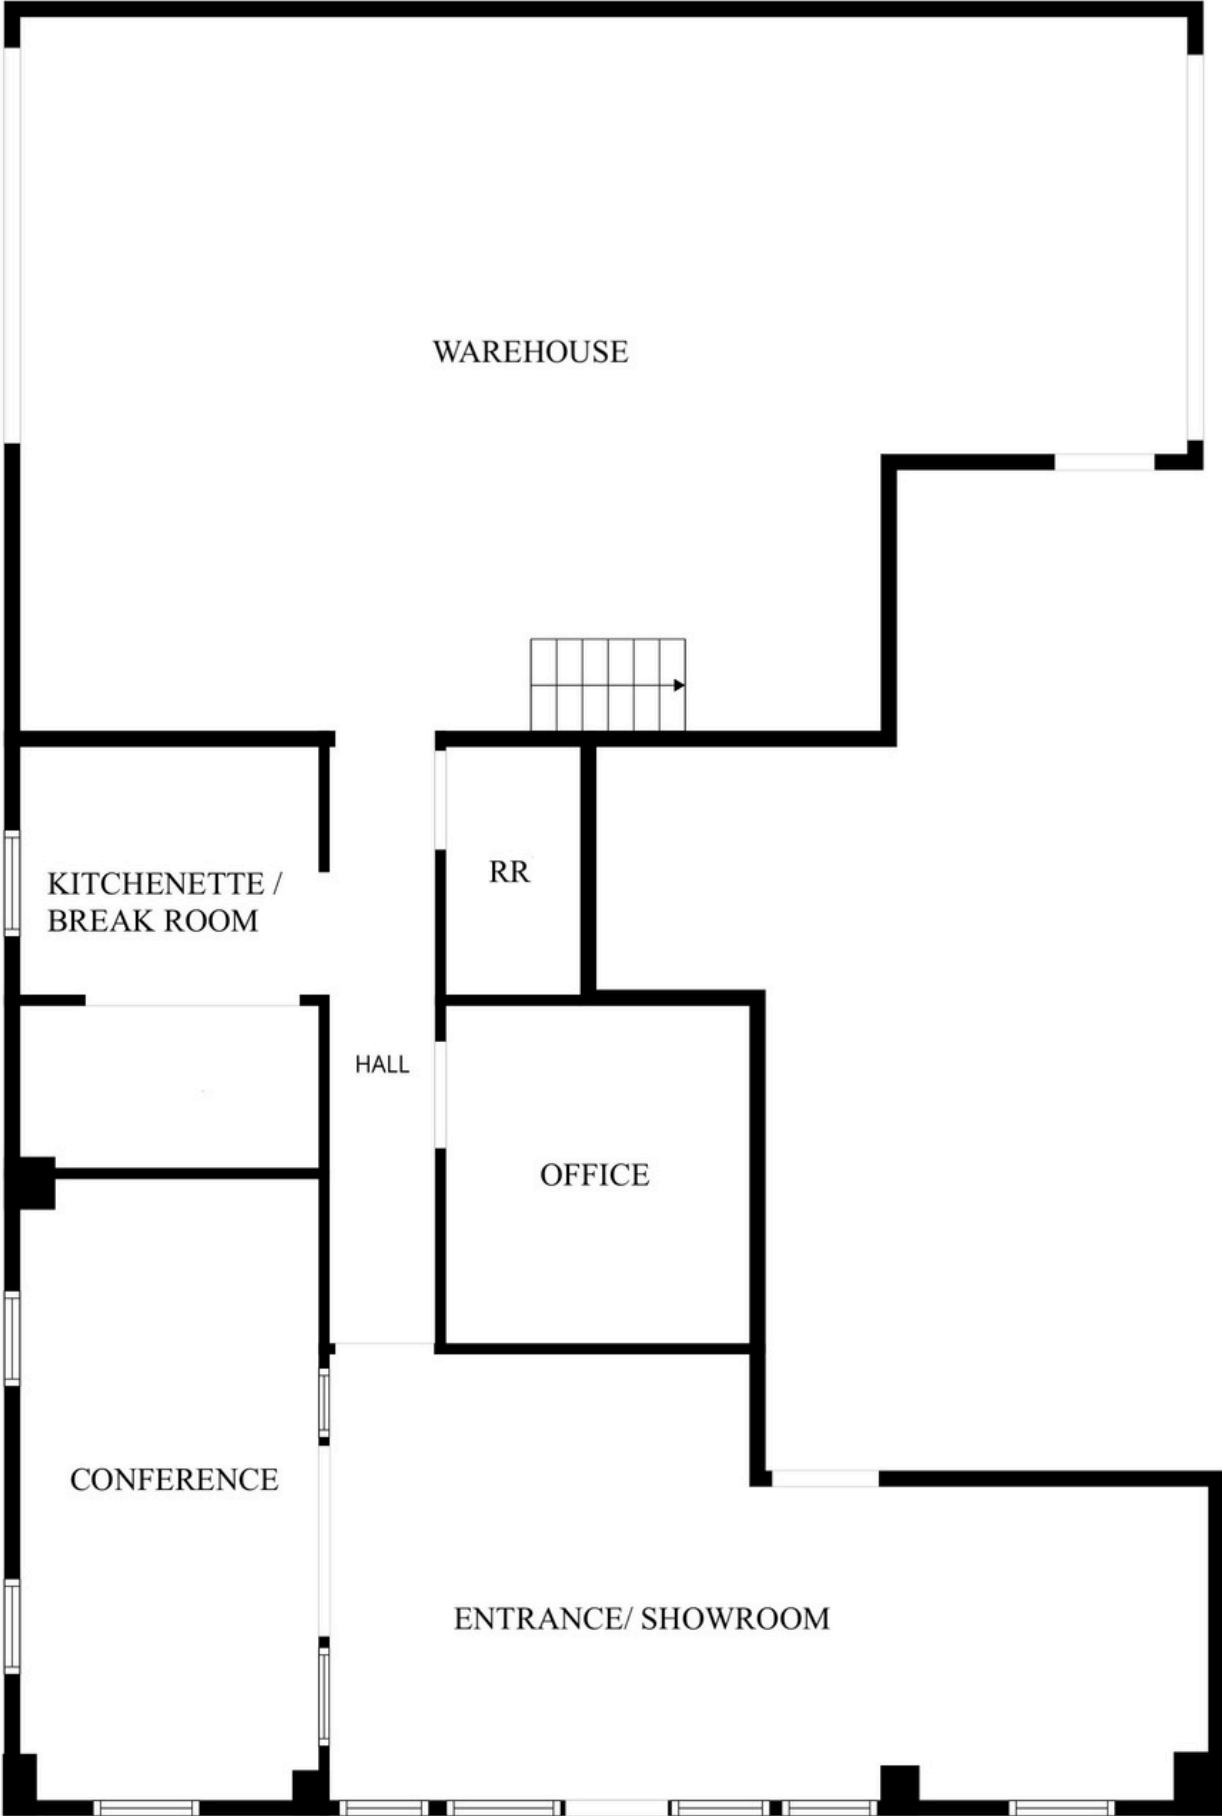 WAREHOUSE
KITCHENETTE /
BREAK ROOM
RR
HALL
OFFICE
CONFERENCE
ENTRANCE/ SHOWROOM